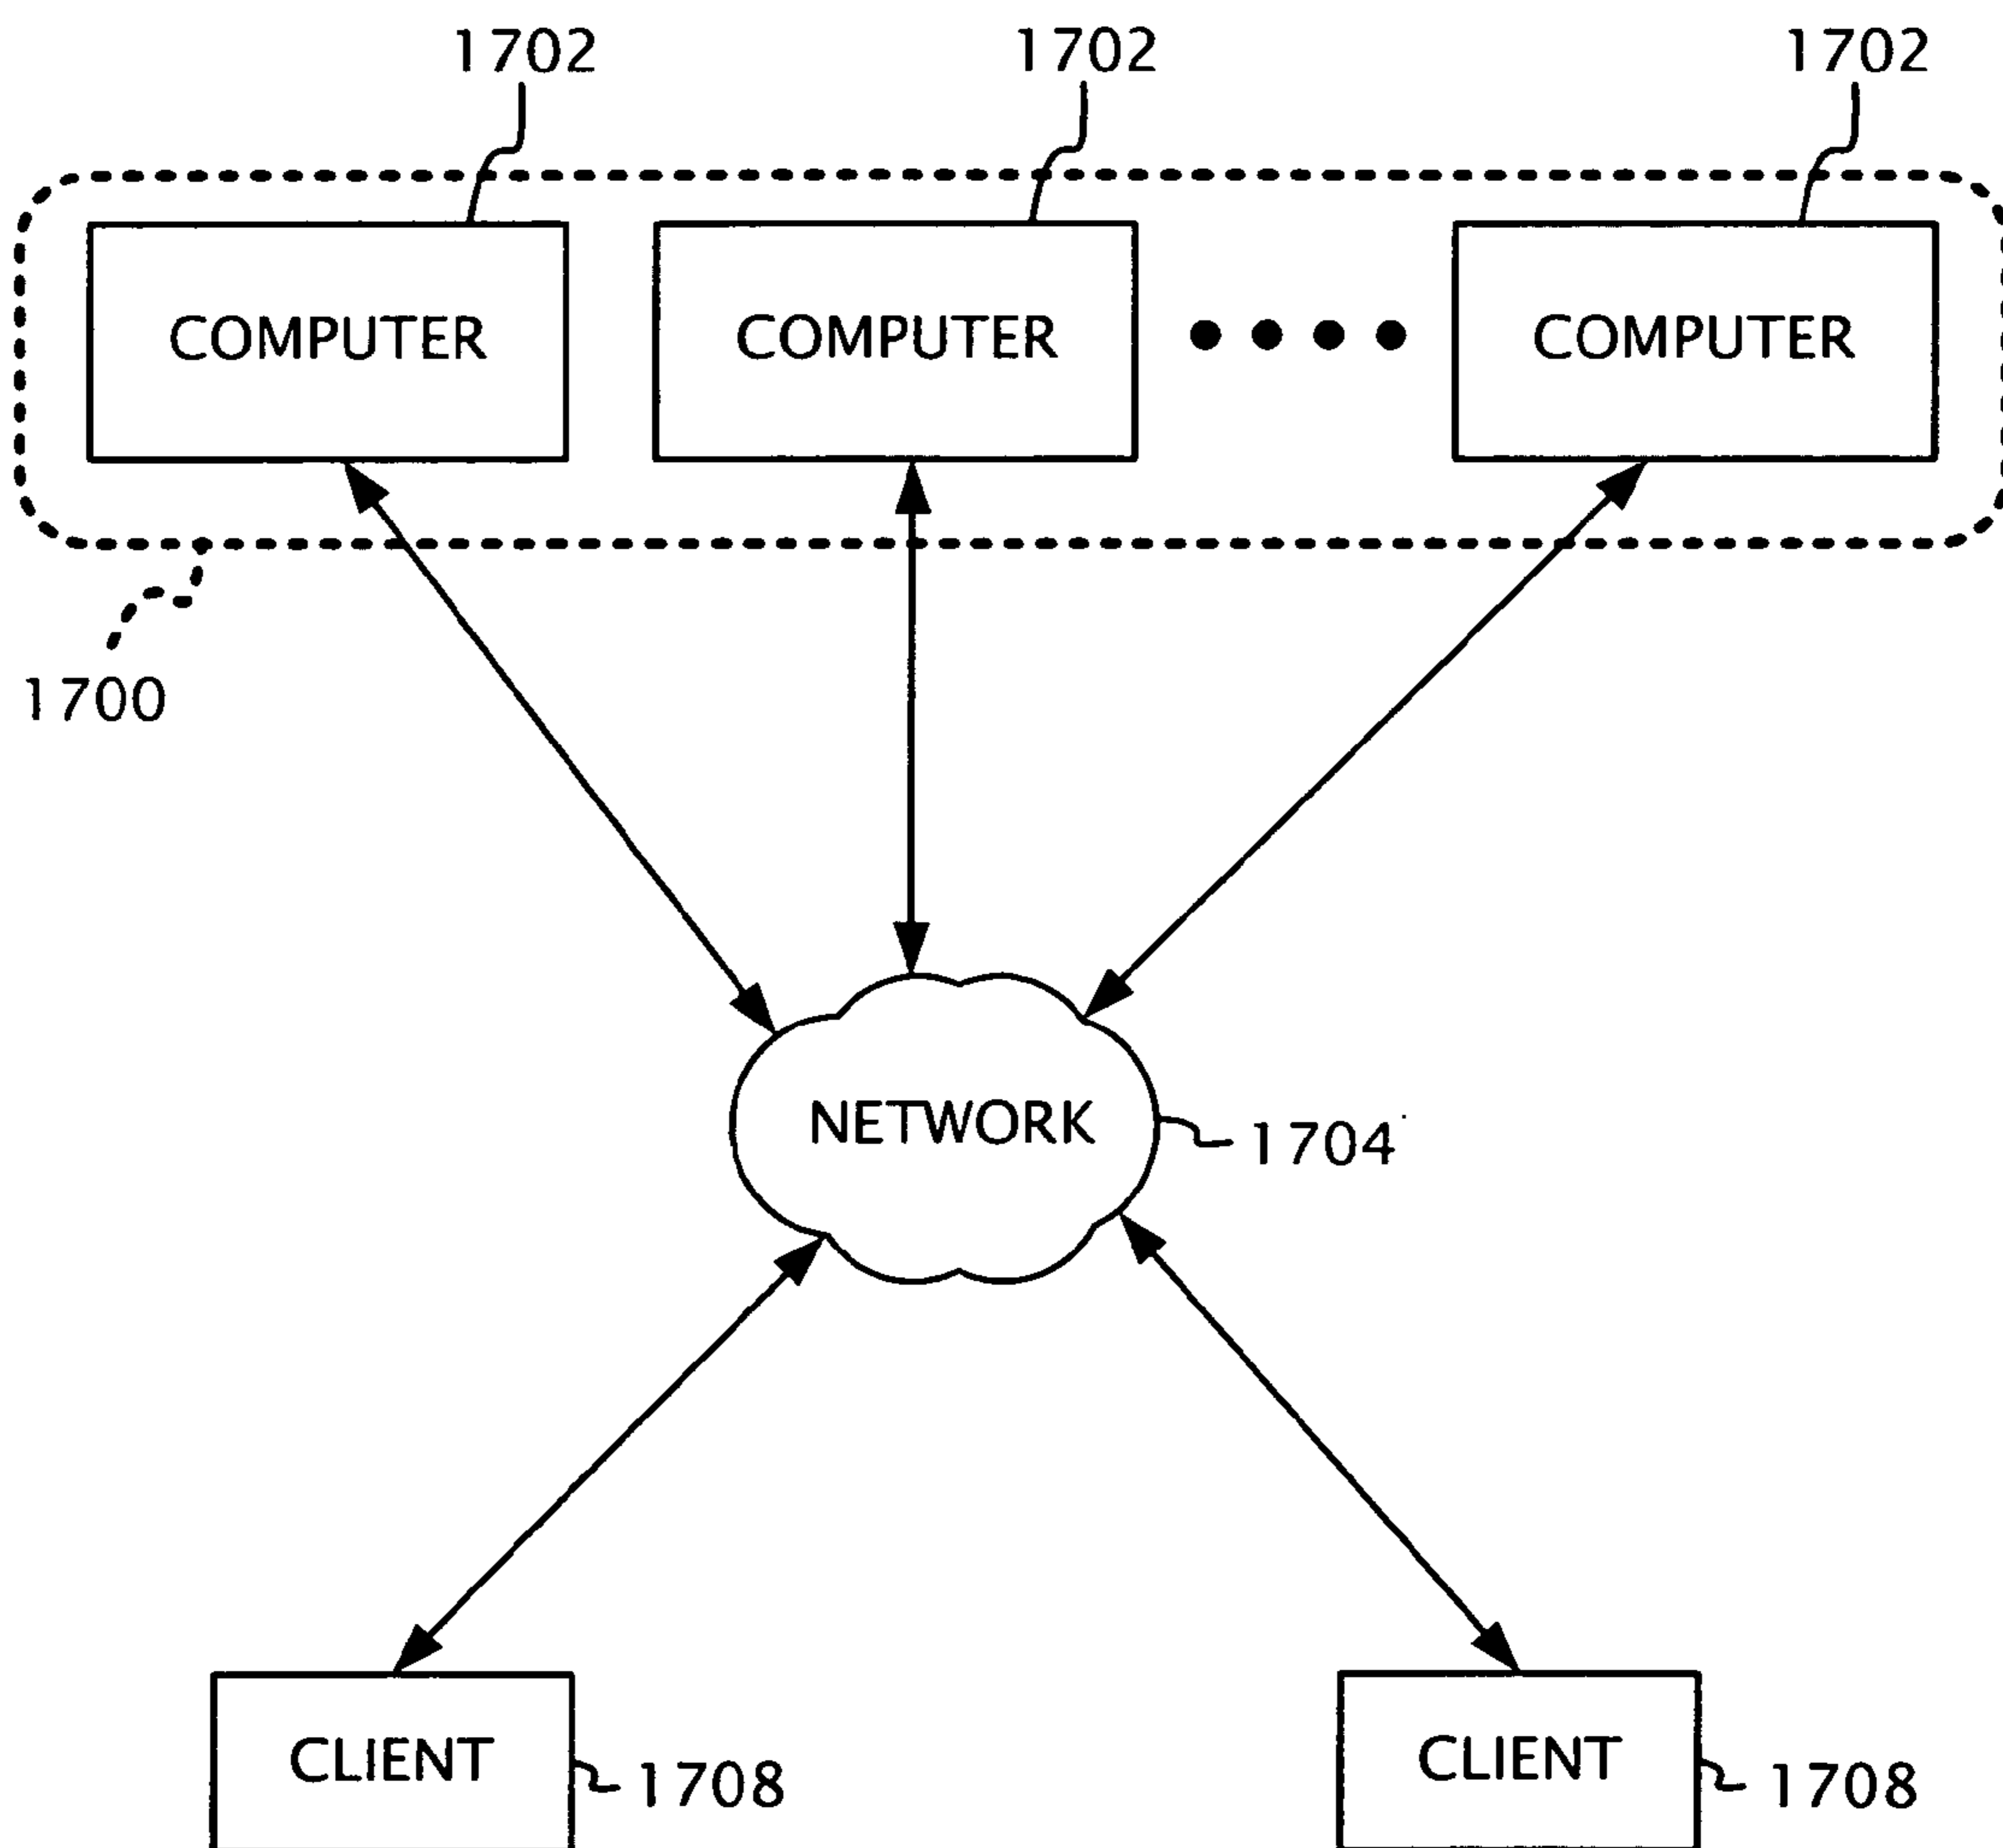 1702 1702 1702
COMPUTER COMPUTER COMPUTER
1700
NETWORK 1704
CLIENT 1708 CLIENT 1708